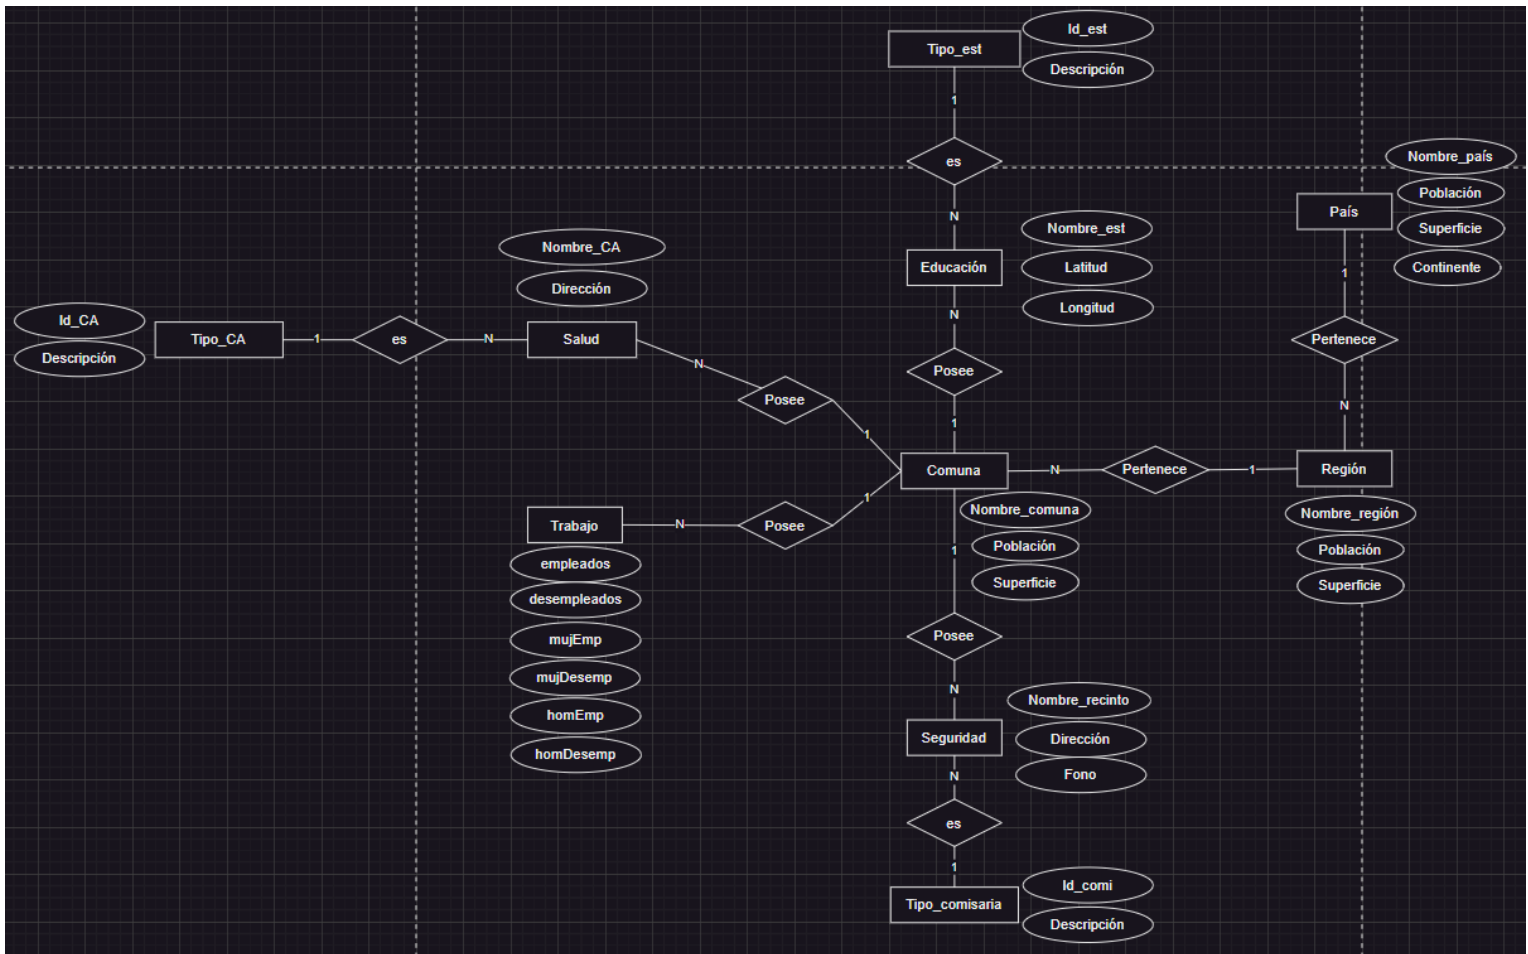 Id_est
Tipo_est
Descripción
1
es
Nombre_país
Población
País
N
Nombre_est
Superficie
Nombre_CA
Educación
Latitud
Continente
1
Dirección
Longitud
Id_CA
N
Tipo_CA
1
es
N
Salud
Pertenece
Descripción
N
Posee
Posee
N
1
1
Comuna
N
Pertenece
1
Región
1
Nombre_comuna
Nombre_región
Trabajo
N
Posee
Población
1
Población
empleados
Superficie
Superficie
desempleados
mujEmp
Posee
mujDesemp
N
Nombre_recinto
homEmp
Seguridad
Dirección
homDesemp
N
Fono
es
1
Id_comi
Tipo_comisaria
Descripción